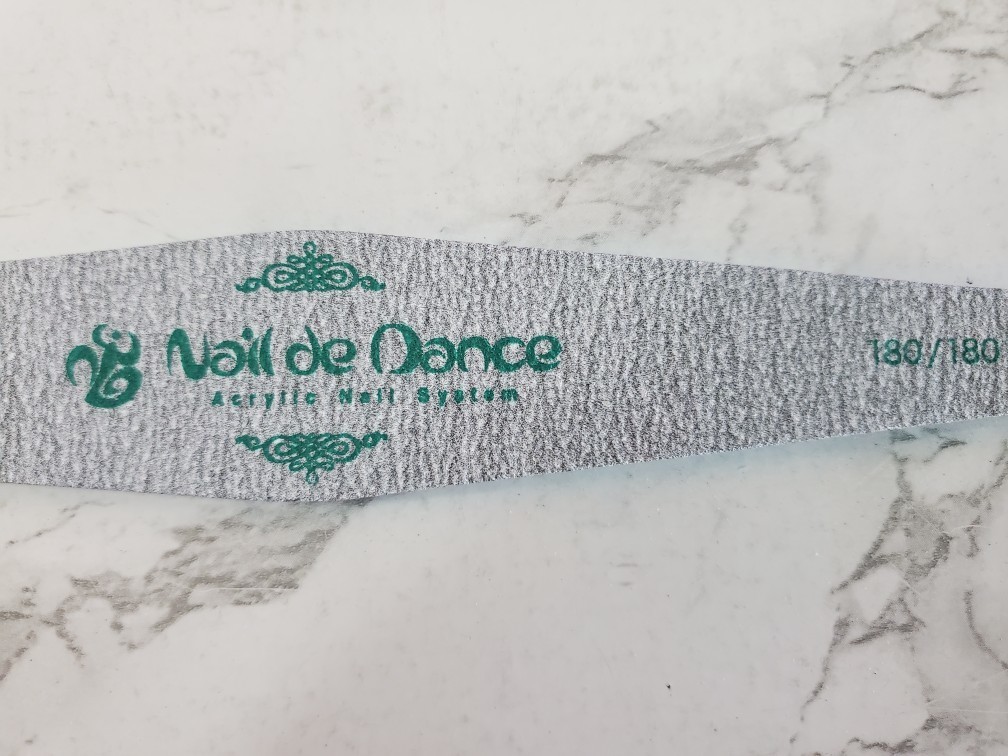 Nail de Dance
Acrylic Nail System
180/180